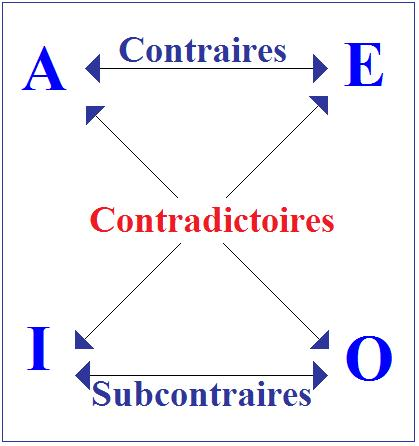 A Contraires E
Contradictoires
I O
Subcontraires